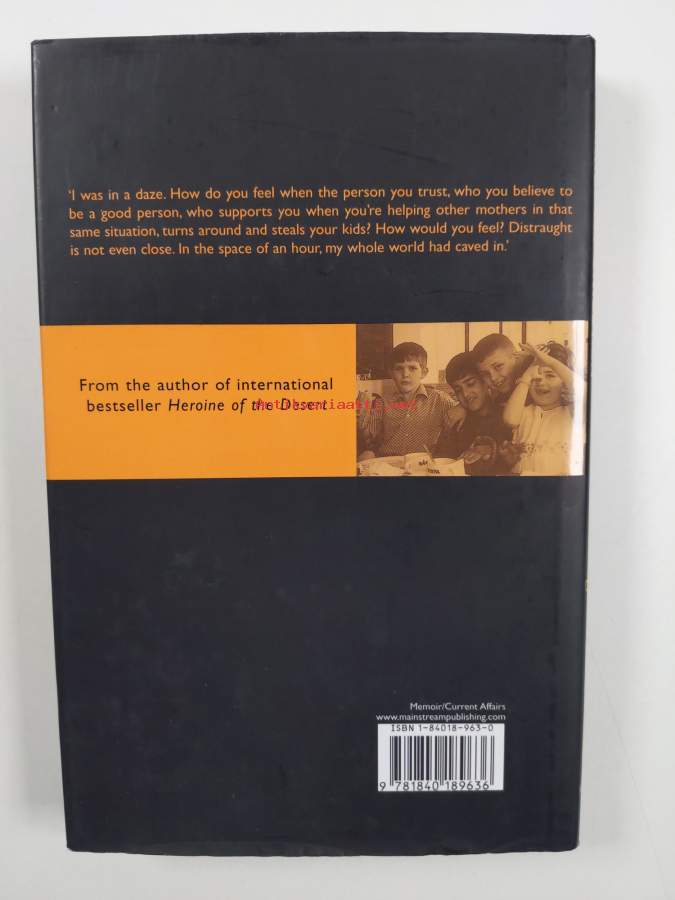 'I was in a daze. How do you feel when the person you trust, who you believe to
be a good person, who supports you when you're helping other mothers in that
same situation, turns around and steals your kids? How would you feel? Distraught
is not even close. In the space of an hour, my whole world had caved in.'
From the author of international
bestseller Heroine of the Desert
Antikvariaatti.net
Memoir/Current Affairs
www.mainstreampublishing.com
ISBN 1-84018-963-0
9 781840 189636